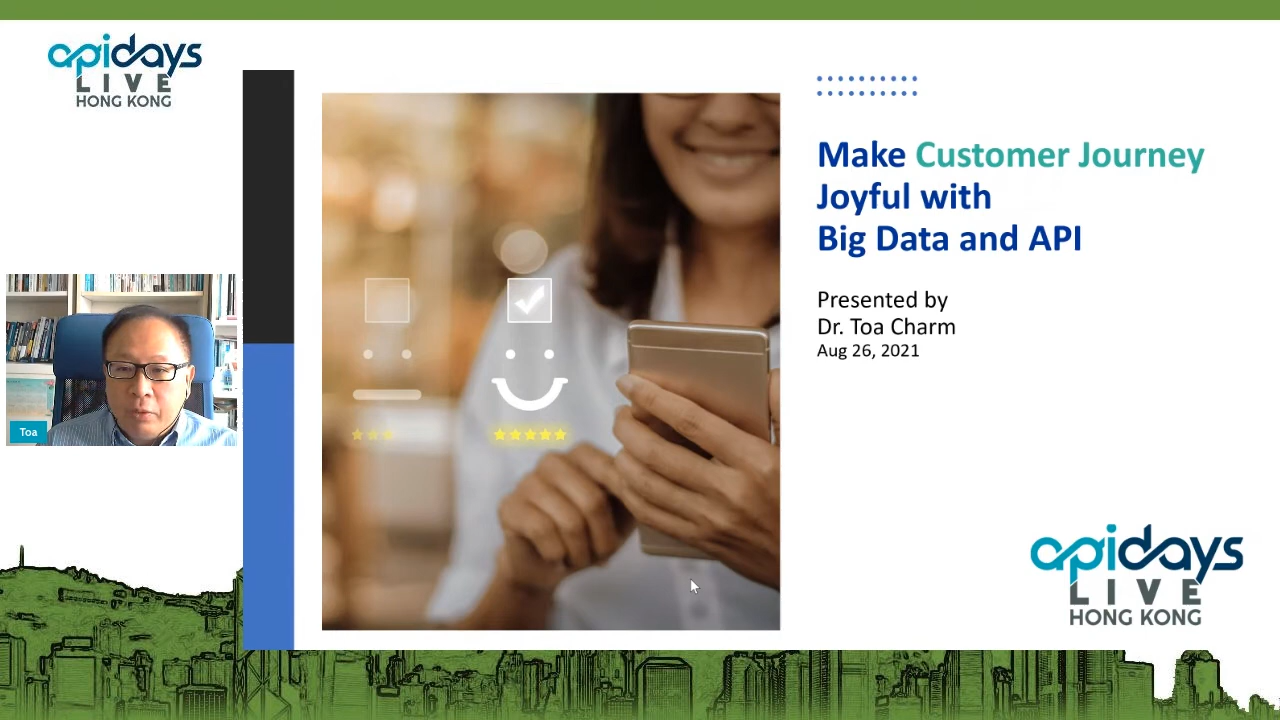 apidays
LIVE
HONG KONG
Make Customer Journey
Joyful with
Big Data and API
Presented by
Dr. Toa Charm
Aug 26, 2021
Toa
apidays
LIVE
HONG KONG